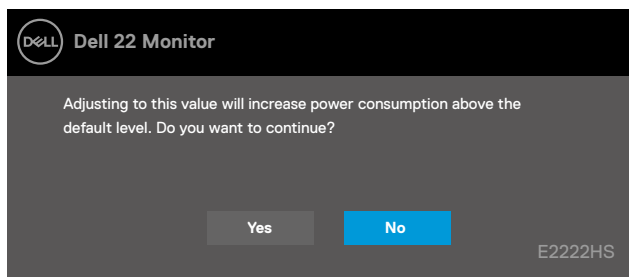 DELL Dell 22 Monitor
Adjusting to this value will increase power consumption above the
default level. Do you want to continue?
Yes No
E2222HS